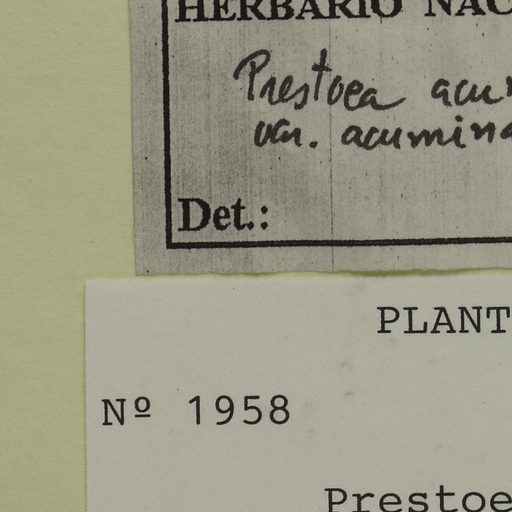 HERBARIO NAC
Prestoea acu
var. acumina
Det.:
PLANT
Nº 1958
Prestoe